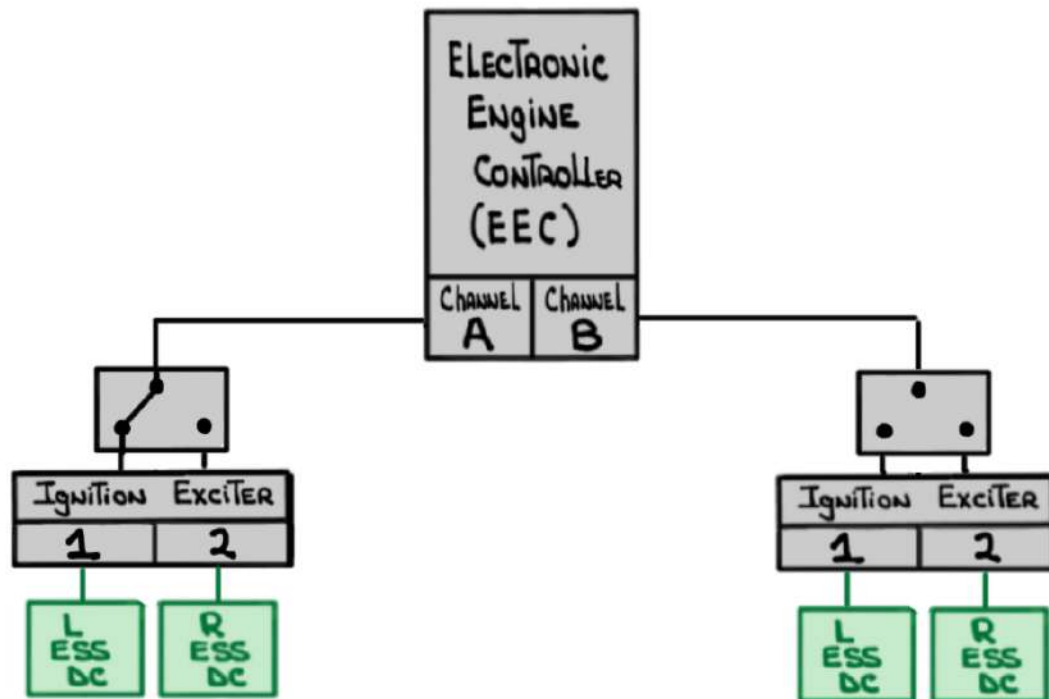 ELECTRONIC
ENGINE
CONTROLLER
(EEC)
CHANNEL CHANNEL
A B
IGNITION EXCITER
1 2
L R
ESS ESS
DC DC
IGNITION EXCITER
1 2
L R
ESS ESS
DC DC